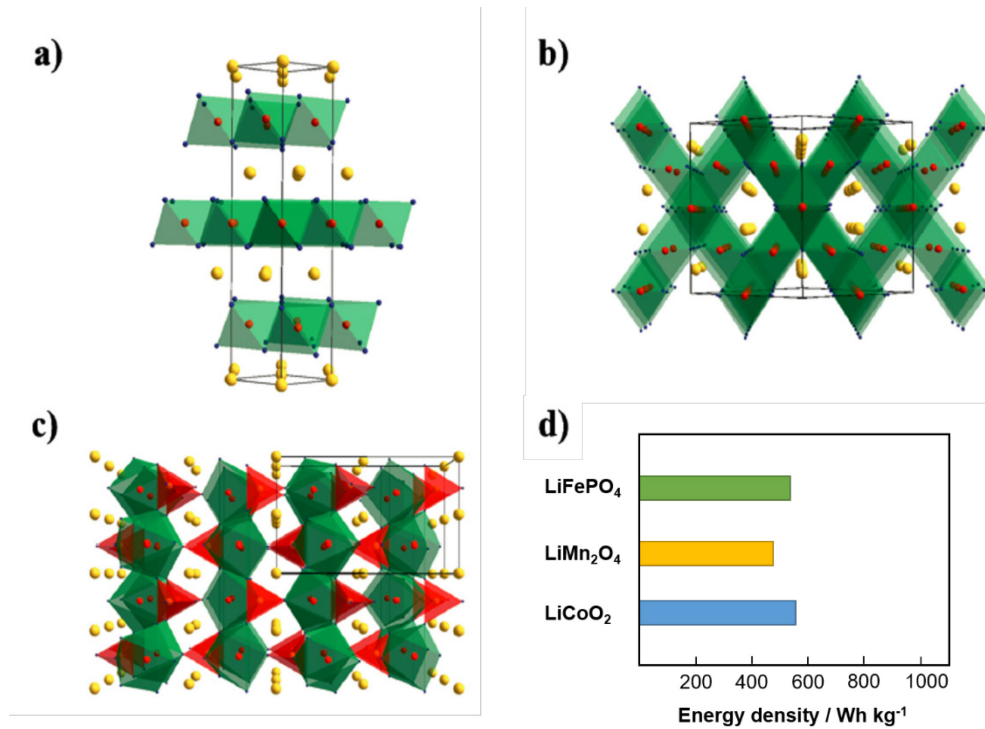 a)
b)
c)
d)
LiFePO₄
LiMn₂O₄
LiCoO₂
200 400 600 800 1000
Energy density / Wh kg⁻¹